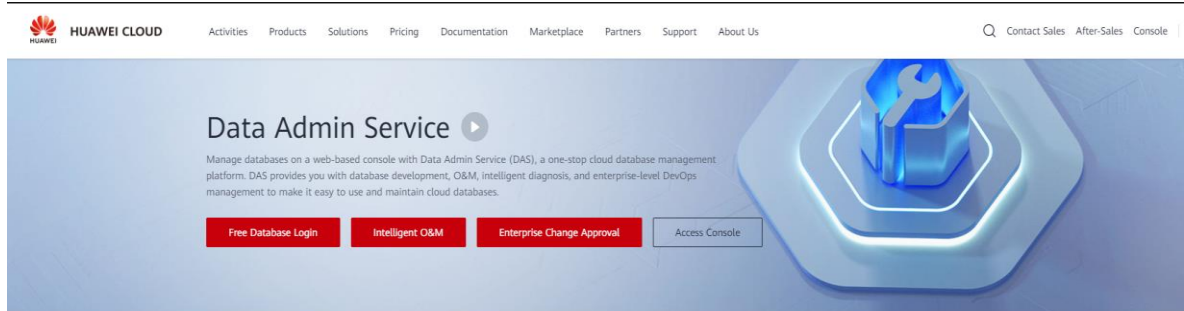 HUAWEI
HUAWEI CLOUD
Activities Products Solutions Pricing Documentation Marketplace Partners Support About Us
Contact Sales After-Sales Console
Data Admin Service
Manage databases on a web-based console with Data Admin Service (DAS), a one-stop cloud database management
platform. DAS provides you with database development, O&M, intelligent diagnosis, and enterprise-level DevOps
management to make it easy to use and maintain cloud databases.
Free Database Login Intelligent O&M Enterprise Change Approval Access Console